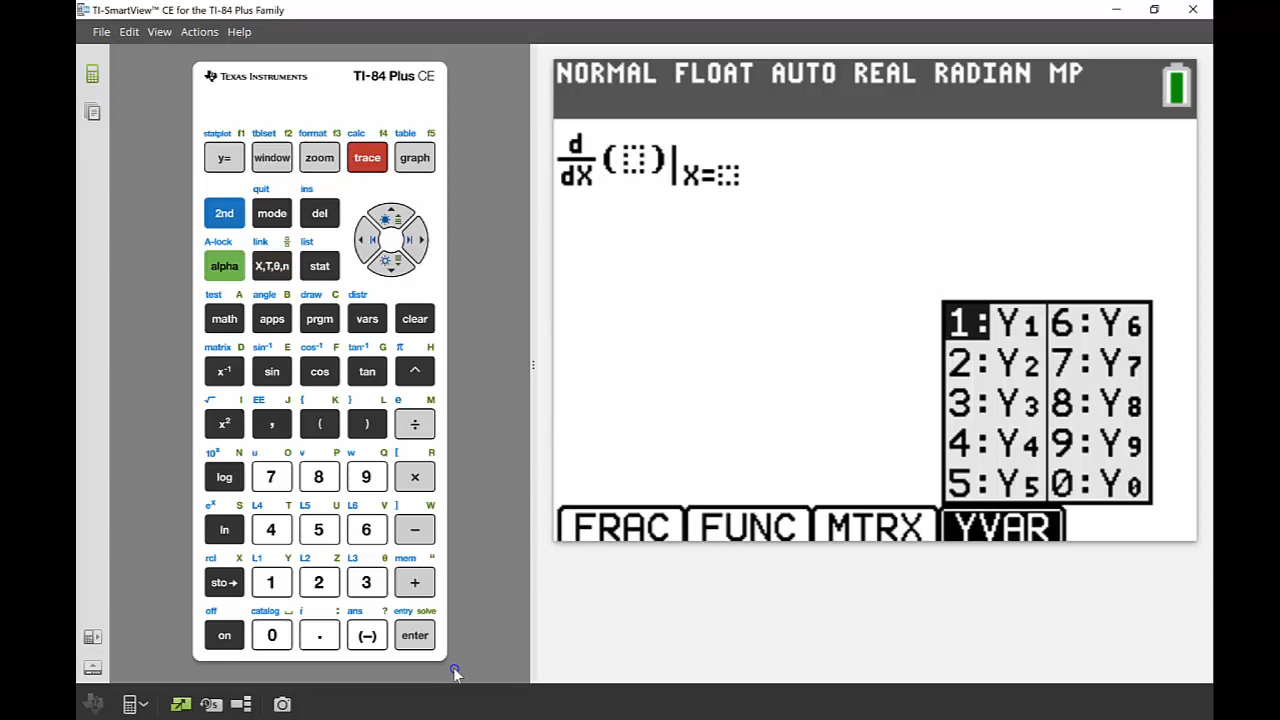 TI-SmartView™ CE for the TI-84 Plus Family
File Edit View Actions Help
TEXAS INSTRUMENTS TI-84 Plus CE
statplot f1 tblset f2 format f3 calc f4 table f5
y= window zoom trace graph
quit ins
2nd mode del
A-lock link list
alpha X,T,θ,n stat
test A angle B draw C distr
math apps prgm vars clear
matrix D sin⁻¹ E cos⁻¹ F tan⁻¹ G π H
x⁻¹ sin cos tan ^
√ I EE J { K } L e M
x² , ( ) ÷
10ˣ N u O v P w Q [ R
log 7 8 9 ×
eˣ S L4 T L5 U L6 V ] W
ln 4 5 6 −
rcl X L1 Y L2 Z L3 θ mem "
sto→ 1 2 3 +
off catalog ␣ i : ans ? entry solve
on 0 . (−) enter
NORMAL FLOAT AUTO REAL RADIAN MP
d/dX (⬚)|X=⬚
1:Y1 6:Y6
2:Y2 7:Y7
3:Y3 8:Y8
4:Y4 9:Y9
5:Y5 0:Y0
FRAC FUNC MTRX YVAR